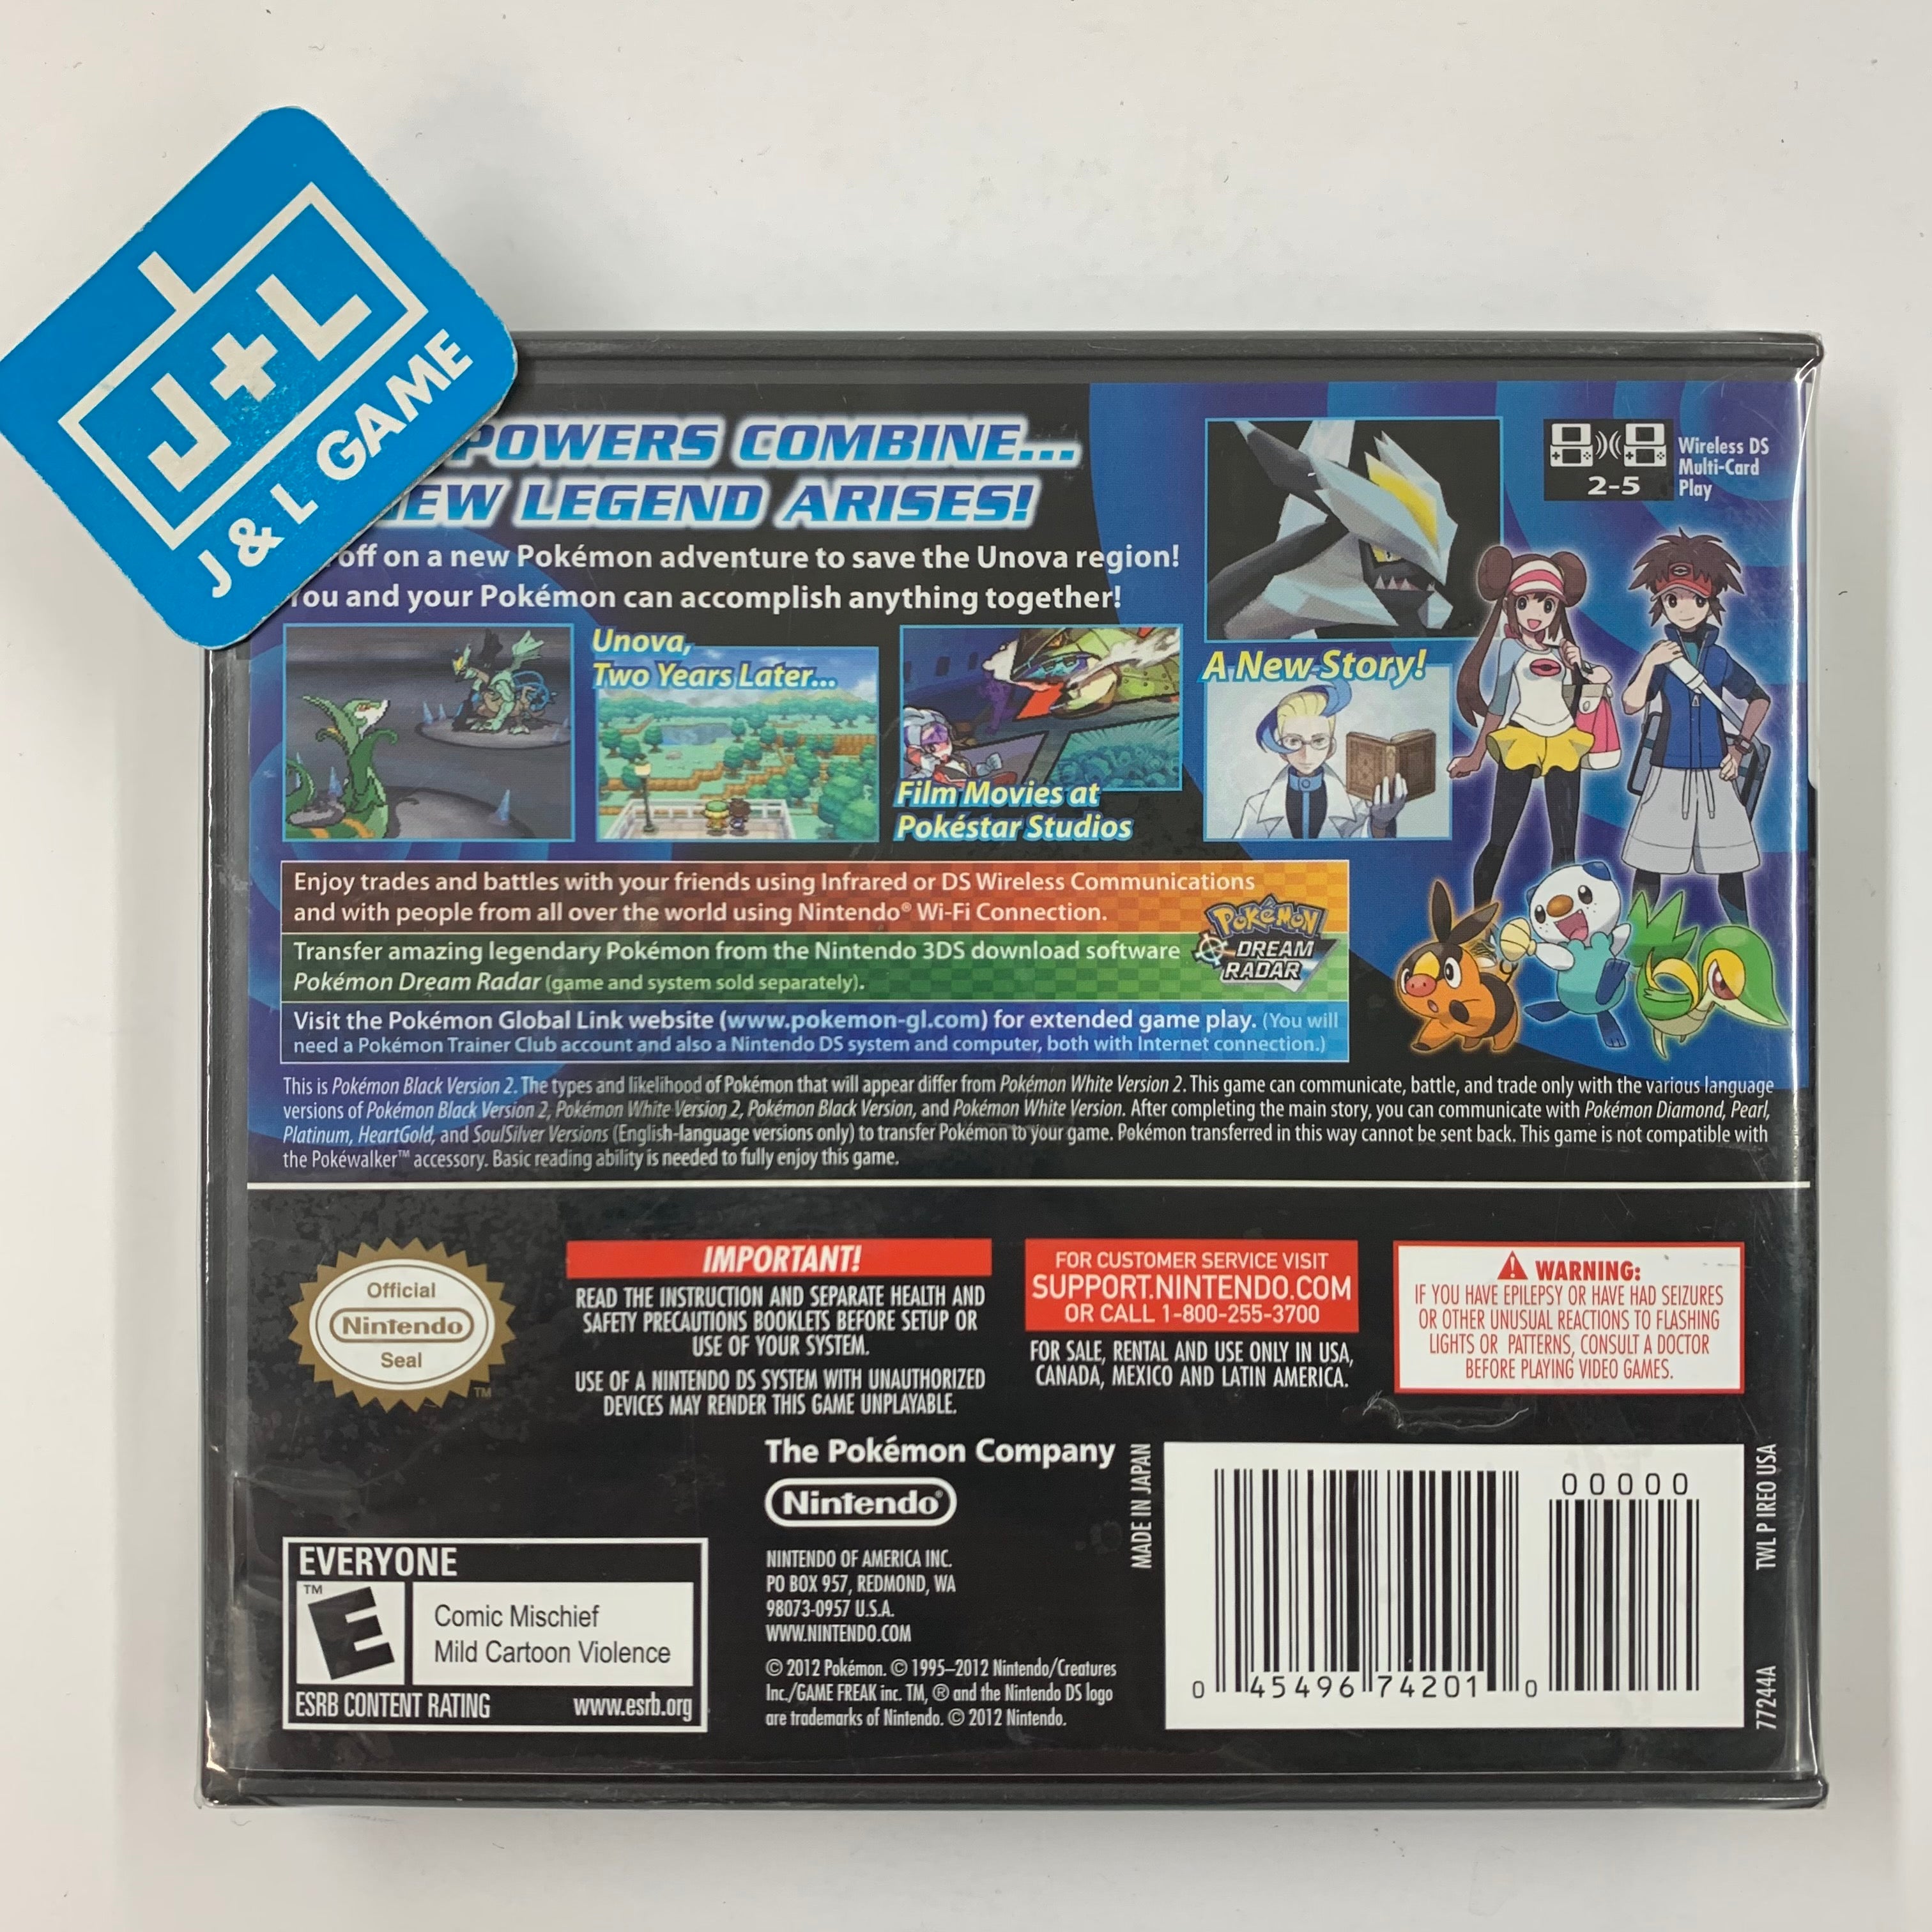 J+L
J & L GAME
POWERS COMBINE...
LEGEND ARISES!
off on a new Pokémon adventure to save the Unova region!
and your Pokémon can accomplish anything together!
Wireless DS
Multi-Card
Play
2-5
Unova,
Two Years Later...
Film Movies at
Pokéstar Studios
A New Story!
Enjoy trades and battles with your friends using Infrared or DS Wireless Communications
and with people from all over the world using Nintendo® Wi-Fi Connection.
Transfer amazing legendary Pokémon from the Nintendo 3DS download software
Pokémon Dream Radar (game and system sold separately).
POKéMON
DREAM
RADAR
Visit the Pokémon Global Link website (www.pokemon-gl.com) for extended game play. (You will
need a Pokémon Trainer Club account and also a Nintendo DS system and computer, both with Internet connection.)
This is Pokémon Black Version 2. The types and likelihood of Pokémon that will appear differ from Pokémon White Version 2. This game can communicate, battle, and trade only with the various language
versions of Pokémon Black Version 2, Pokémon White Version 2, Pokémon Black Version, and Pokémon White Version. After completing the main story, you can communicate with Pokémon Diamond, Pearl,
Platinum, HeartGold, and SoulSilver Versions (English-language versions only) to transfer Pokémon to your game. Pokémon transferred in this way cannot be sent back. This game is not compatible with
the Pokéwalker™ accessory. Basic reading ability is needed to fully enjoy this game.
Official
Nintendo
Seal
TM
IMPORTANT!
READ THE INSTRUCTION AND SEPARATE HEALTH AND
SAFETY PRECAUTIONS BOOKLETS BEFORE SETUP OR
USE OF YOUR SYSTEM.
USE OF A NINTENDO DS SYSTEM WITH UNAUTHORIZED
DEVICES MAY RENDER THIS GAME UNPLAYABLE.
FOR CUSTOMER SERVICE VISIT
SUPPORT.NINTENDO.COM
OR CALL 1-800-255-3700
FOR SALE, RENTAL AND USE ONLY IN USA,
CANADA, MEXICO AND LATIN AMERICA.
WARNING:
IF YOU HAVE EPILEPSY OR HAVE HAD SEIZURES
OR OTHER UNUSUAL REACTIONS TO FLASHING
LIGHTS OR PATTERNS, CONSULT A DOCTOR
BEFORE PLAYING VIDEO GAMES.
The Pokémon Company
Nintendo®
NINTENDO OF AMERICA INC.
PO BOX 957, REDMOND, WA
98073-0957 U.S.A.
WWW.NINTENDO.COM
© 2012 Pokémon. © 1995–2012 Nintendo/Creatures
Inc./GAME FREAK inc. TM, ® and the Nintendo DS logo
are trademarks of Nintendo. © 2012 Nintendo.
EVERYONE
TM
E
Comic Mischief
Mild Cartoon Violence
ESRB CONTENT RATING www.esrb.org
MADE IN JAPAN
00000
0 45496 74201 0
TWL P IREO USA
77244A